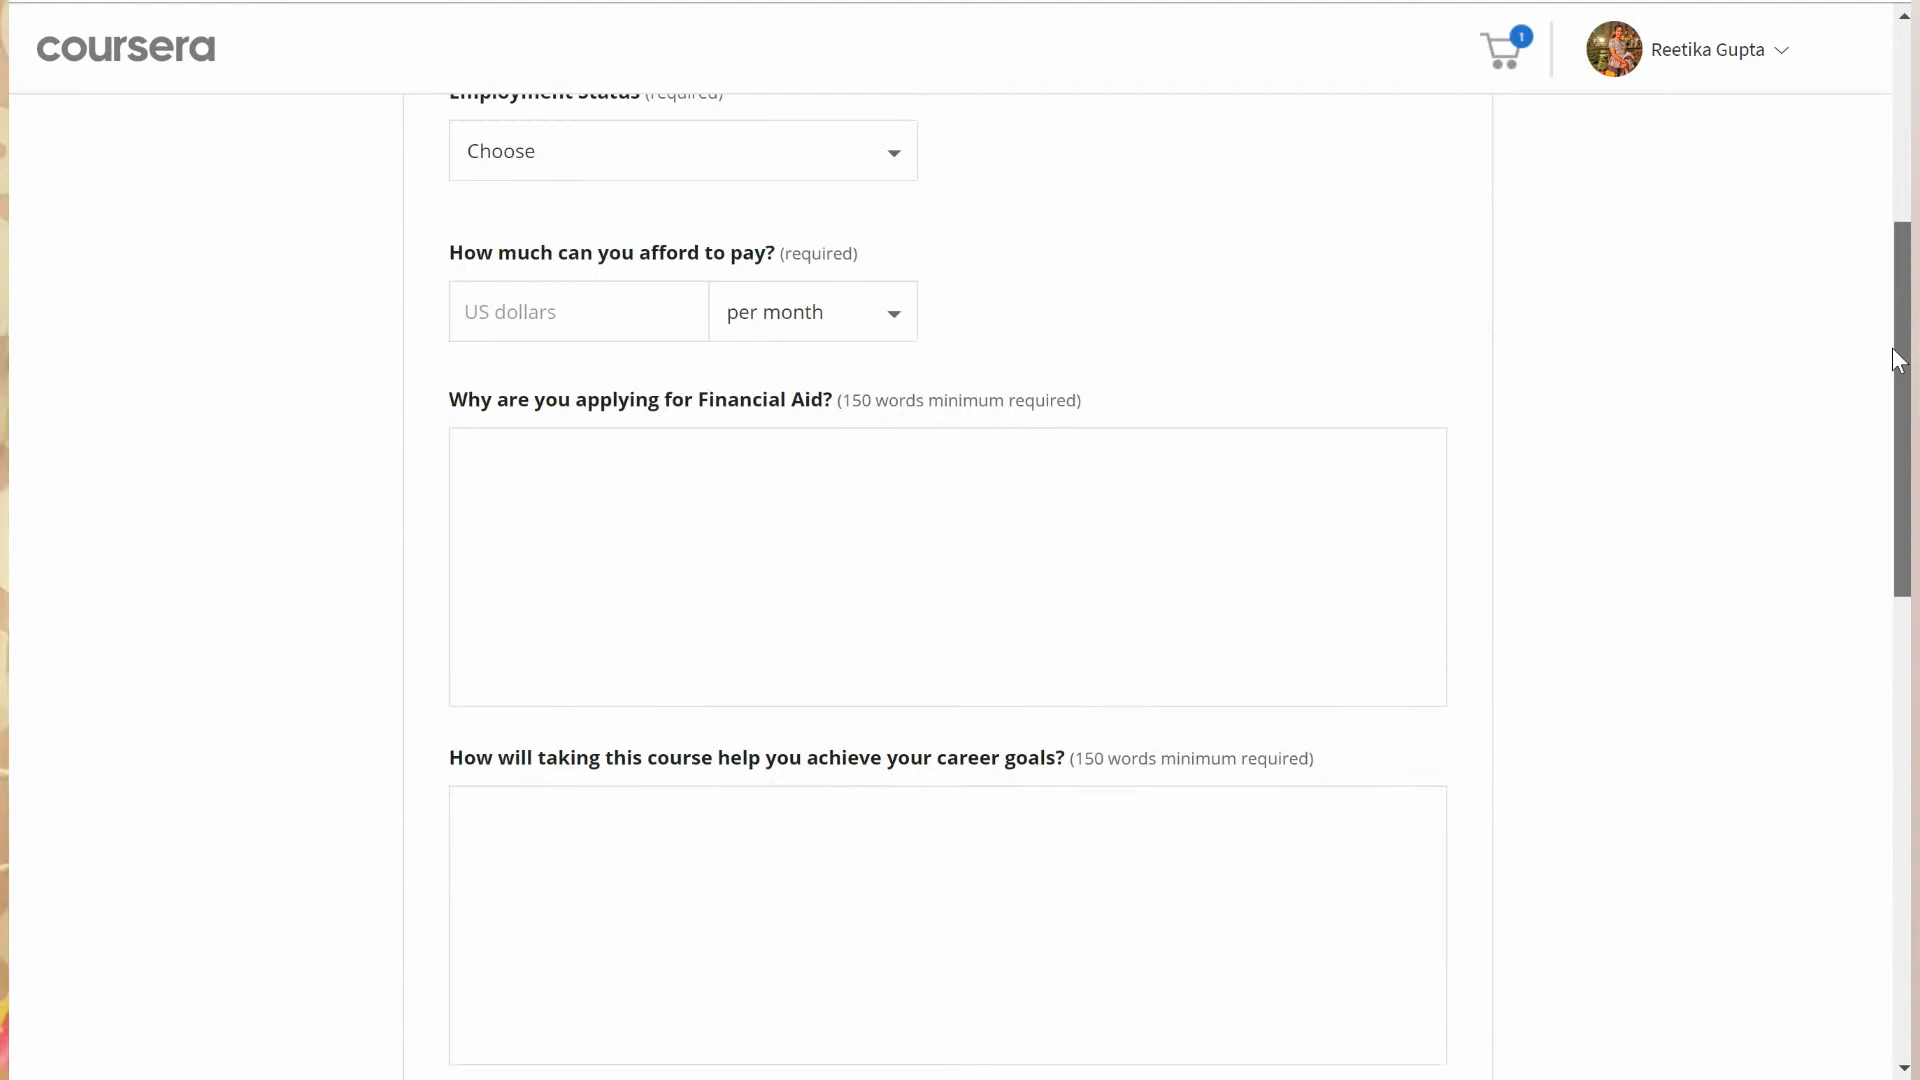 coursera
1
Reetika Gupta
Employment Status (required)
Choose
How much can you afford to pay? (required)
US dollars
per month
Why are you applying for Financial Aid? (150 words minimum required)
How will taking this course help you achieve your career goals? (150 words minimum required)